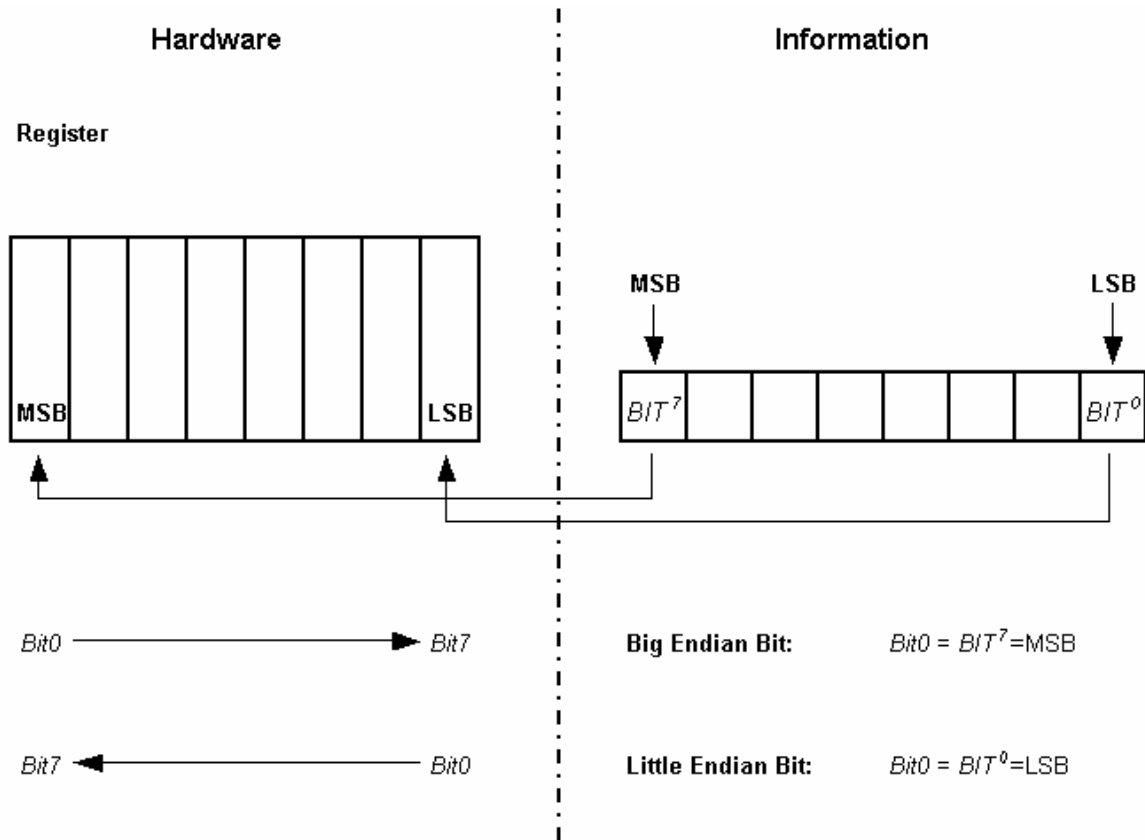 Hardware
Information
Register
MSB
LSB
MSB
LSB
BIT⁷
BIT⁰
Bit0
Bit7
Big Endian Bit: Bit0 = BIT⁷=MSB
Bit7
Bit0
Little Endian Bit: Bit0 = BIT⁰=LSB